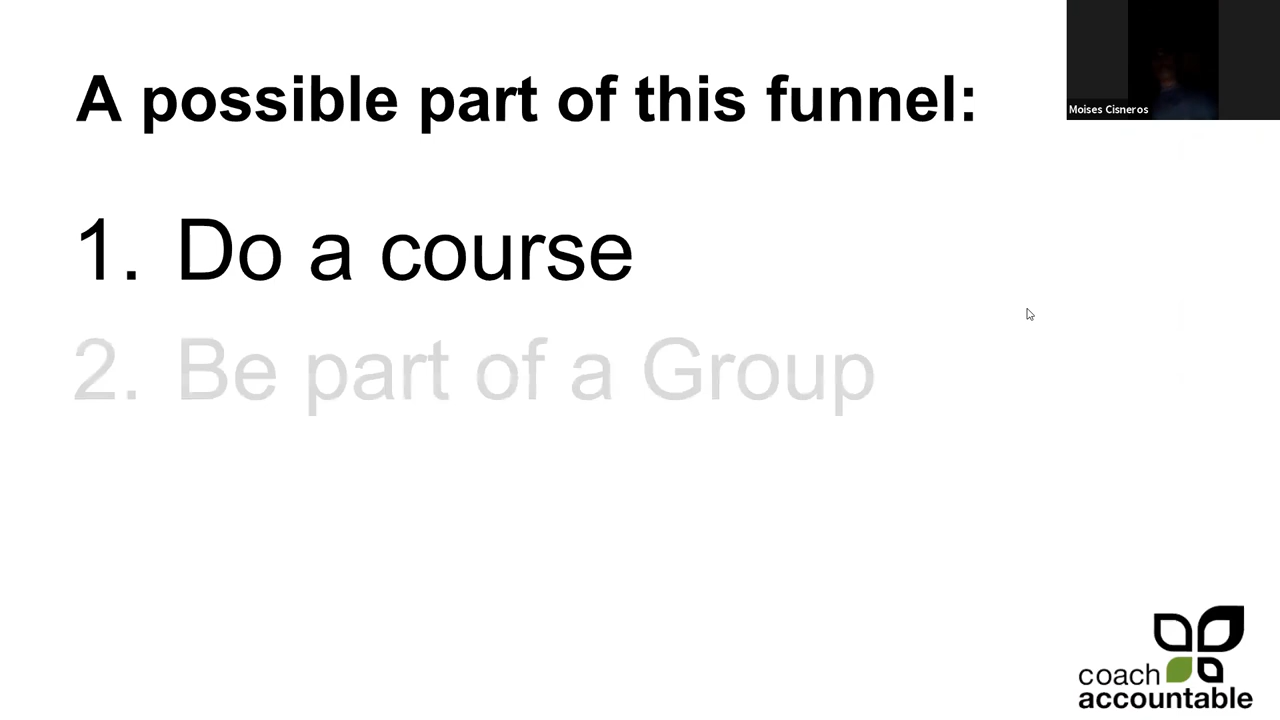 A possible part of this funnel:
Moises Cisneros
1. Do a course
2. Be part of a Group
coach
accountable